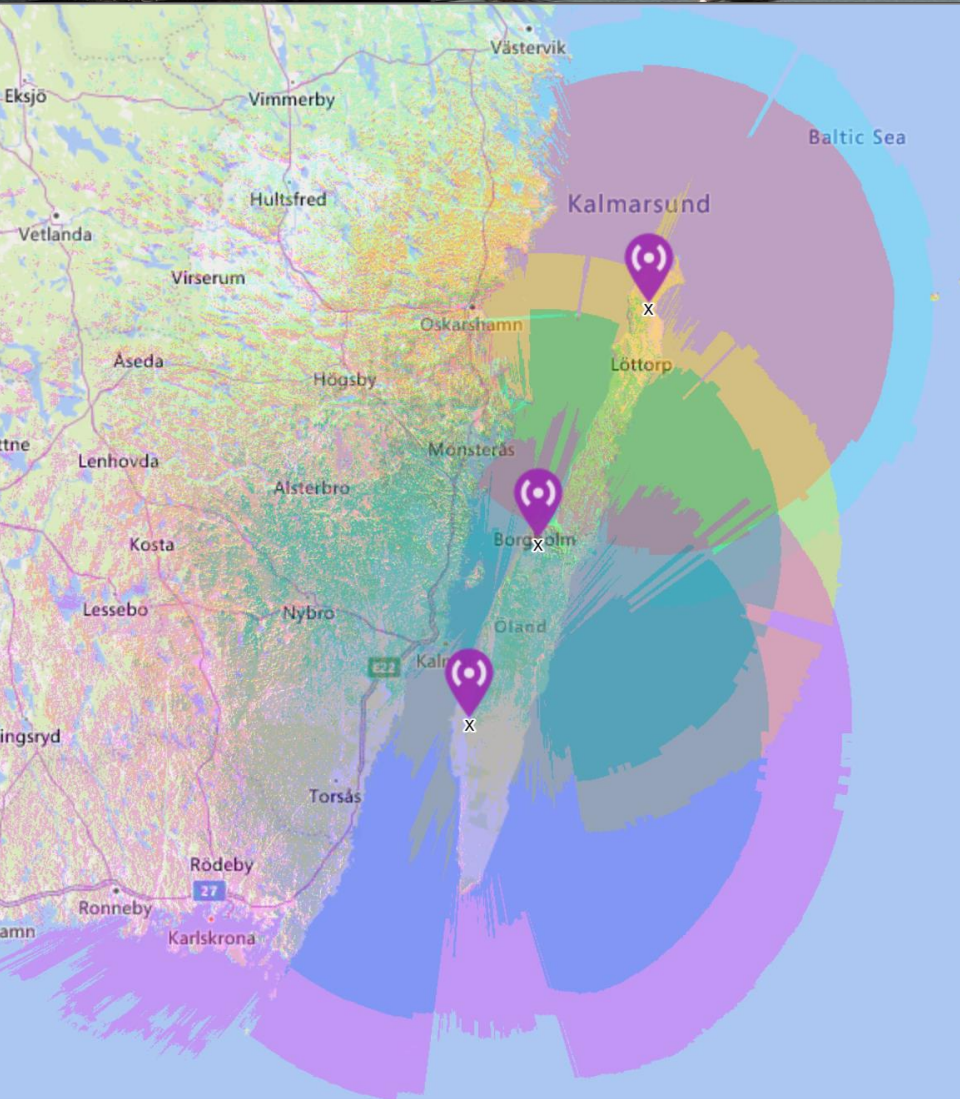 Västervik
Eksjö
Vimmerby
Baltic Sea
Hultsfred
Kalmarsund
Vetlanda
Virserum
X
Oskarshamn
Åseda
Löttorp
Högsby
ttne
Mönsterås
Lenhovda
Alsterbro
Kosta
Borgholm
X
Lessebo
Nybro
Öland
E22
Kalm
X
ingsryd
Torsås
Rödeby
27
Ronneby
amn
Karlskrona